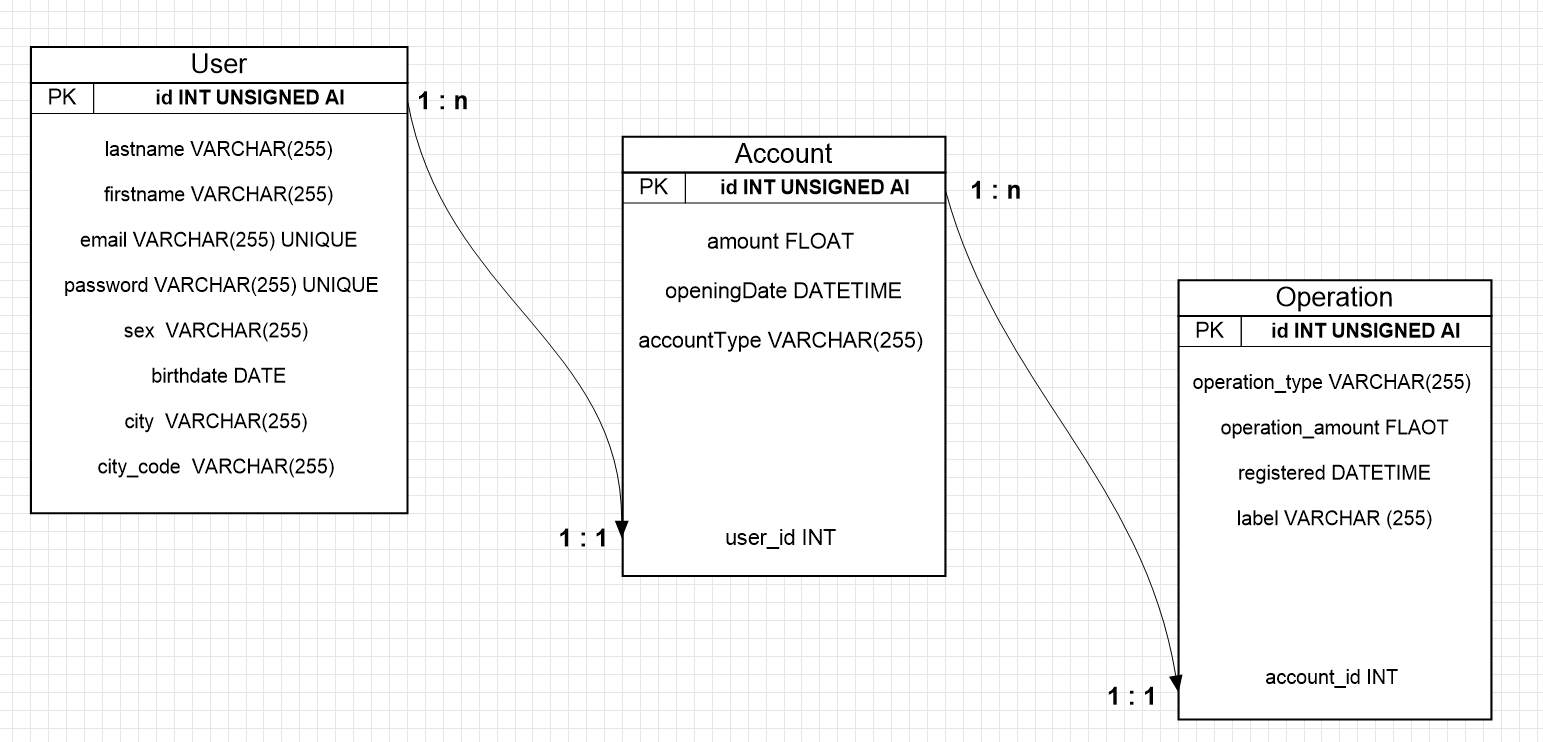 User
PK id INT UNSIGNED AI
lastname VARCHAR(255)
firstname VARCHAR(255)
email VARCHAR(255) UNIQUE
password VARCHAR(255) UNIQUE
sex VARCHAR(255)
birthdate DATE
city VARCHAR(255)
city_code VARCHAR(255)
1 : n
1 : 1
Account
PK id INT UNSIGNED AI
amount FLOAT
openingDate DATETIME
accountType VARCHAR(255)
user_id INT
1 : n
1 : 1
Operation
PK id INT UNSIGNED AI
operation_type VARCHAR(255)
operation_amount FLAOT
registered DATETIME
label VARCHAR (255)
account_id INT